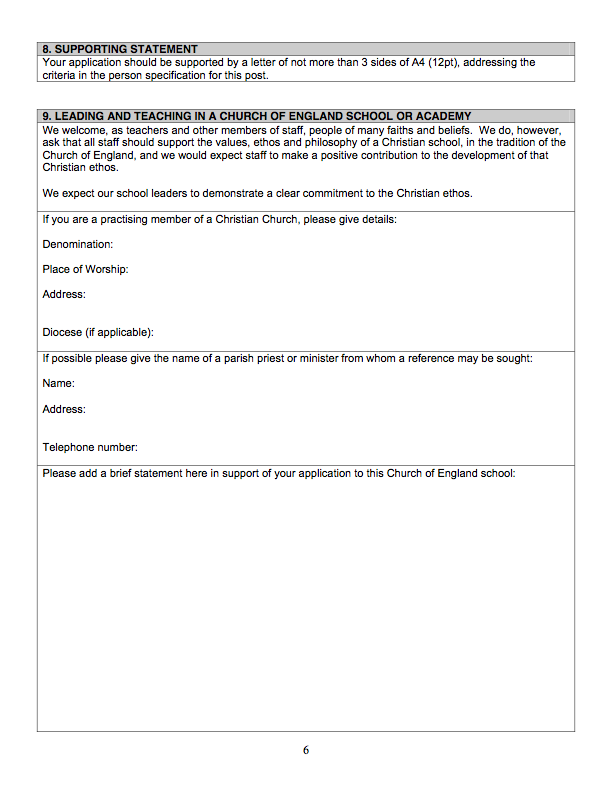 8. SUPPORTING STATEMENT
Your application should be supported by a letter of not more than 3 sides of A4 (12pt), addressing the
criteria in the person specification for this post.
9. LEADING AND TEACHING IN A CHURCH OF ENGLAND SCHOOL OR ACADEMY
We welcome, as teachers and other members of staff, people of many faiths and beliefs.  We do, however,
ask that all staff should support the values, ethos and philosophy of a Christian school, in the tradition of the
Church of England, and we would expect staff to make a positive contribution to the development of that
Christian ethos.
We expect our school leaders to demonstrate a clear commitment to the Christian ethos.
If you are a practising member of a Christian Church, please give details:
Denomination:
Place of Worship:
Address:
Diocese (if applicable):
If possible please give the name of a parish priest or minister from whom a reference may be sought:
Name:
Address:
Telephone number:
Please add a brief statement here in support of your application to this Church of England school:
6